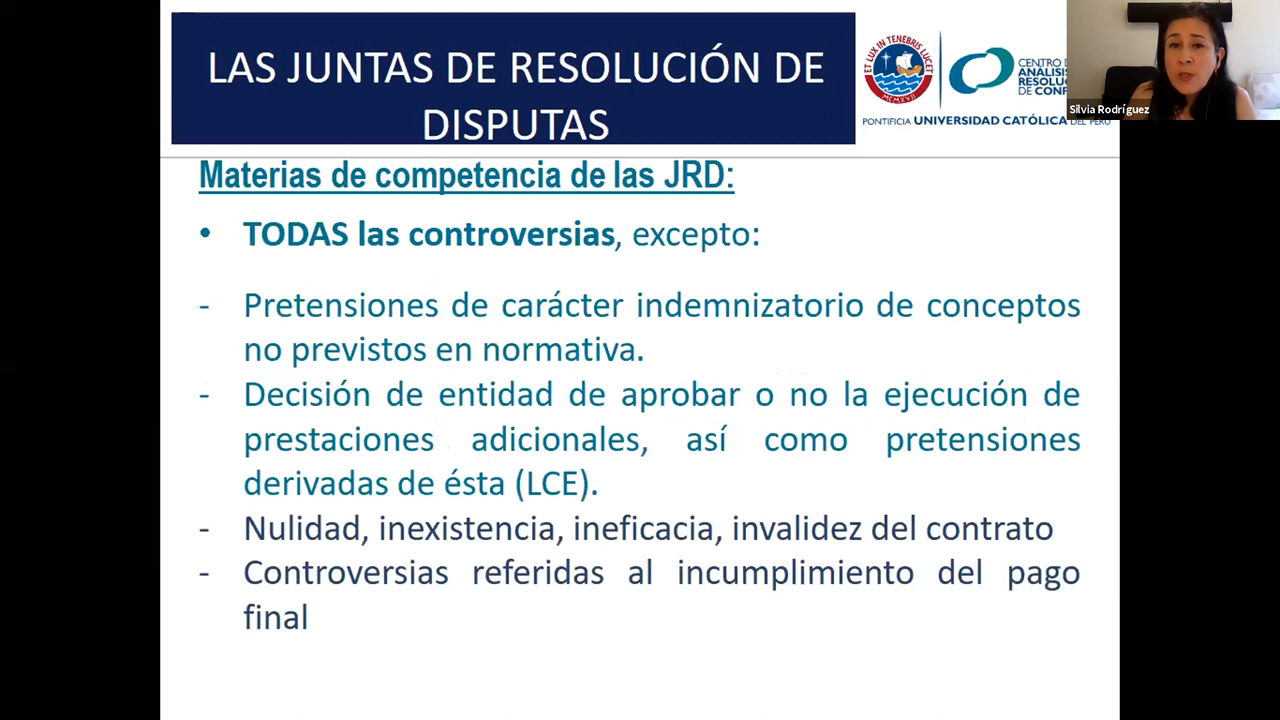 LAS JUNTAS DE RESOLUCIÓN DE
DISPUTAS
ET LUX IN TENEBRIS LUCET
MCMXVII
CENTRO
ANÁLISIS
RESOLU
DE CONF
PONTIFICIA UNIVERSIDAD CATÓLICA DEL PERÚ
Silvia Rodríguez
Materias de competencia de las JRD:
• TODAS las controversias, excepto:
- Pretensiones de carácter indemnizatorio de conceptos
no previstos en normativa.
- Decisión de entidad de aprobar o no la ejecución de
prestaciones adicionales, así como pretensiones
derivadas de ésta (LCE).
- Nulidad, inexistencia, ineficacia, invalidez del contrato
- Controversias referidas al incumplimiento del pago
final